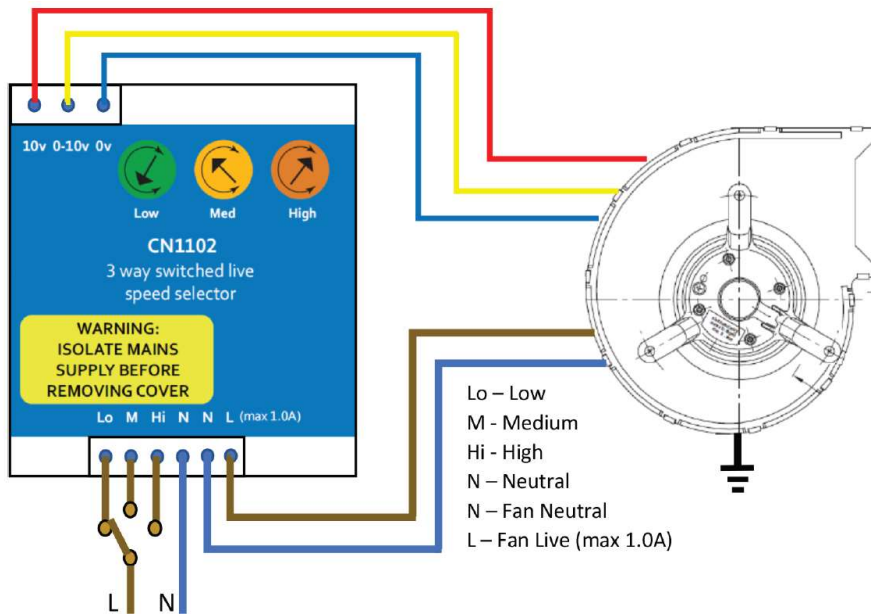 10v 0-10v 0v
Low Med High
CN1102
3 way switched live
speed selector
WARNING:
ISOLATE MAINS
SUPPLY BEFORE
REMOVING COVER
Lo M Hi N N L (max 1.0A)
L N
Lo – Low
M - Medium
Hi - High
N – Neutral
N – Fan Neutral
L – Fan Live (max 1.0A)